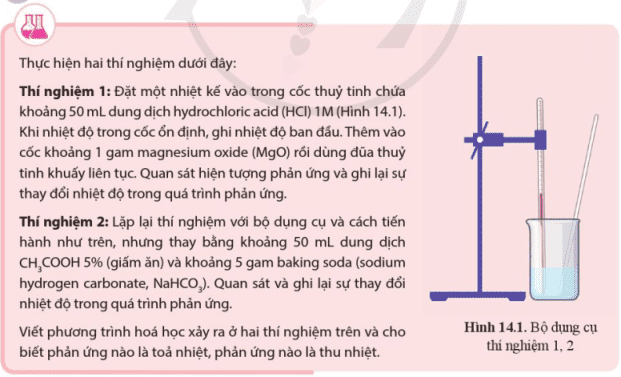 Thực hiện hai thí nghiệm dưới đây:
Thí nghiệm 1: Đặt một nhiệt kế vào trong cốc thuỷ tinh chứa
khoảng 50 mL dung dịch hydrochloric acid (HCl) 1M (Hình 14.1).
Khi nhiệt độ trong cốc ổn định, ghi nhiệt độ ban đầu. Thêm vào
cốc khoảng 1 gam magnesium oxide (MgO) rồi dùng đũa thuỷ
tinh khuấy liên tục. Quan sát hiện tượng phản ứng và ghi lại sự
thay đổi nhiệt độ trong quá trình phản ứng.
Thí nghiệm 2: Lặp lại thí nghiệm với bộ dụng cụ và cách tiến
hành như trên, nhưng thay bằng khoảng 50 mL dung dịch
CH₃COOH 5% (giấm ăn) và khoảng 5 gam baking soda (sodium
hydrogen carbonate, NaHCO₃). Quan sát và ghi lại sự thay đổi
nhiệt độ trong quá trình phản ứng.
Viết phương trình hoá học xảy ra ở hai thí nghiệm trên và cho
biết phản ứng nào là toả nhiệt, phản ứng nào là thu nhiệt.
Hình 14.1. Bộ dụng cụ
thí nghiệm 1, 2